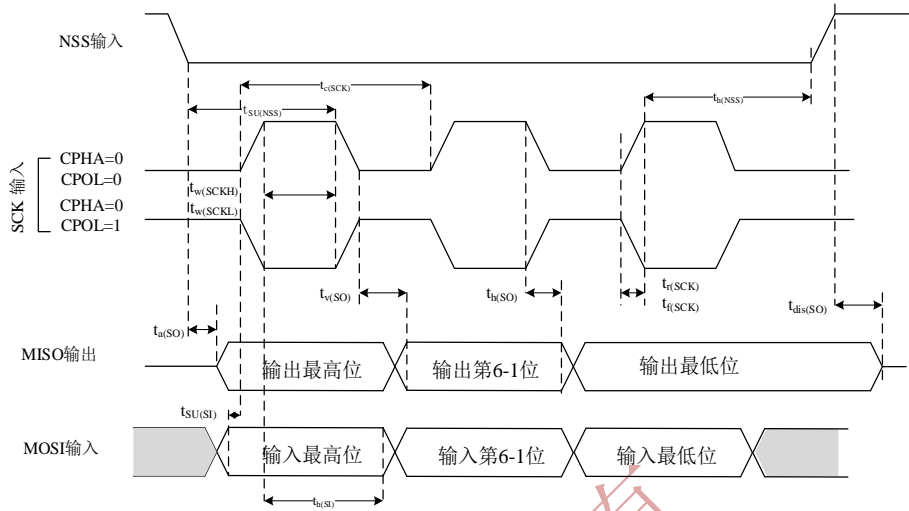 NSS输入
tc(SCK)
tSU(NSS)
th(NSS)
SCK 输入
CPHA=0
CPOL=0
tw(SCKH)
tw(SCKL)
CPHA=0
CPOL=1
tv(SO)
th(SO)
tr(SCK)
tf(SCK)
tdis(SO)
ta(SO)
MISO输出
输出最高位
输出第6-1位
输出最低位
tSU(SI)
MOSI输入
输入最高位
输入第6-1位
输入最低位
th(SI)